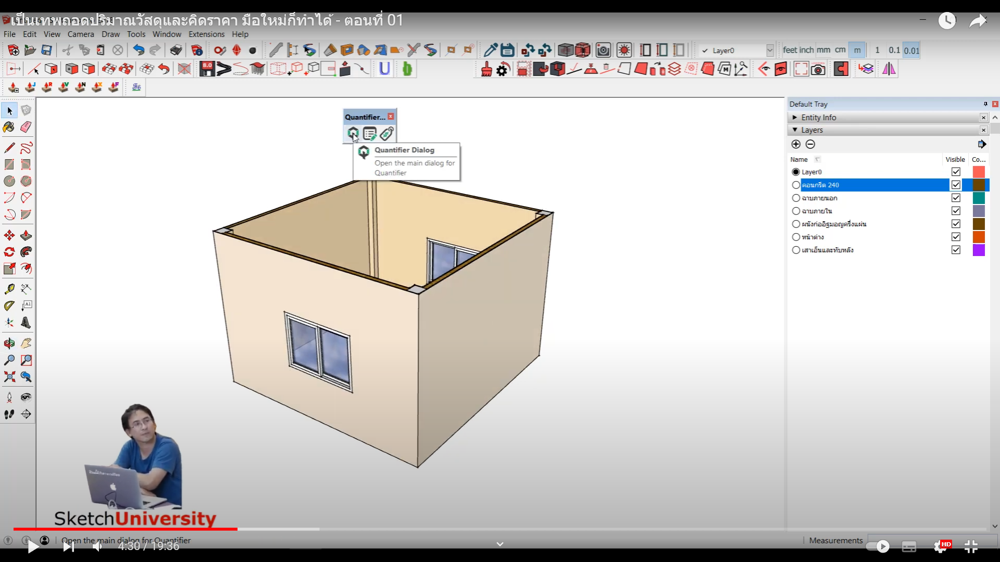 เป็นเทพถอดปริมาณวัสดุและคิดราคา มือใหม่ก็ทำได้ - ตอนที่ 01
File Edit View Camera Draw Tools Window Extensions Help
Layer0 feet inch mm cm m 1 0.1 0.01
8.0
J R V N X F
Default Tray
Entity Info
Layers
Name Visible Co...
Layer0
คอนกรีต 240
ฉาบภายนอก
ฉาบภายใน
ผนังก่ออิฐมอญครึ่งแผ่น
หน้าต่าง
เสาเอ็นและทับหลัง
Quantifier...
Quantifier Dialog
Open the main dialog for
Quantifier
A1
SketchUniversity
Open the main dialog for Quantifier
Measurements
4:30 / 19:36
HD